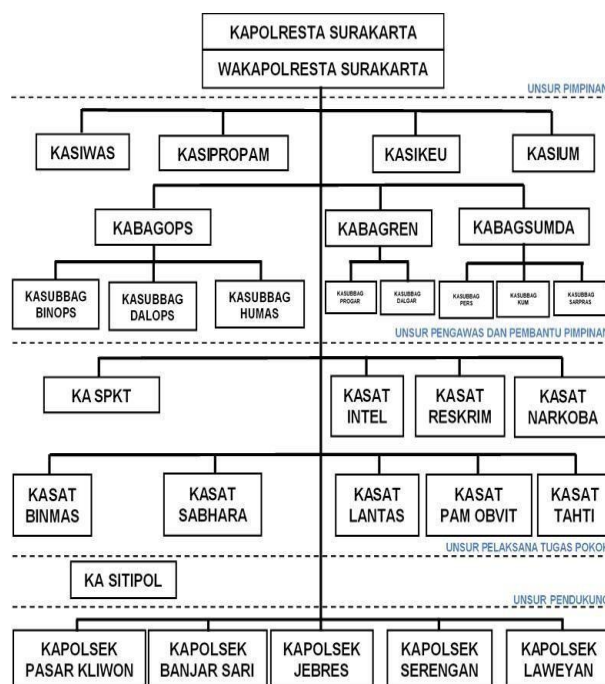 KAPOLRESTA SURAKARTA
WAKAPOLRESTA SURAKARTA
UNSUR PIMPINAN
KASIWAS
KASIPROPAM
KASIKEU
KASIUM
KABAGOPS
KABAGREN
KABAGSUMDA
KASUBBAG
BINOPS
KASUBBAG
DALOPS
KASUBBAG
HUMAS
KASUBBAG
PROGAR
KASUBBAG
DALGAR
KASUBBAG
PERS
KASUBBAG
KUM
KASUBBAG
SARPRAS
UNSUR PENGAWAS DAN PEMBANTU PIMPINAN
KA SPKT
KASAT
INTEL
KASAT
RESKRIM
KASAT
NARKOBA
KASAT
BINMAS
KASAT
SABHARA
KASAT
LANTAS
KASAT
PAM OBVIT
KASAT
TAHTI
UNSUR PELAKSANA TUGAS POKOK
KA SITIPOL
UNSUR PENDUKUNG
KAPOLSEK
PASAR KLIWON
KAPOLSEK
BANJAR SARI
KAPOLSEK
JEBRES
KAPOLSEK
SERENGAN
KAPOLSEK
LAWEYAN